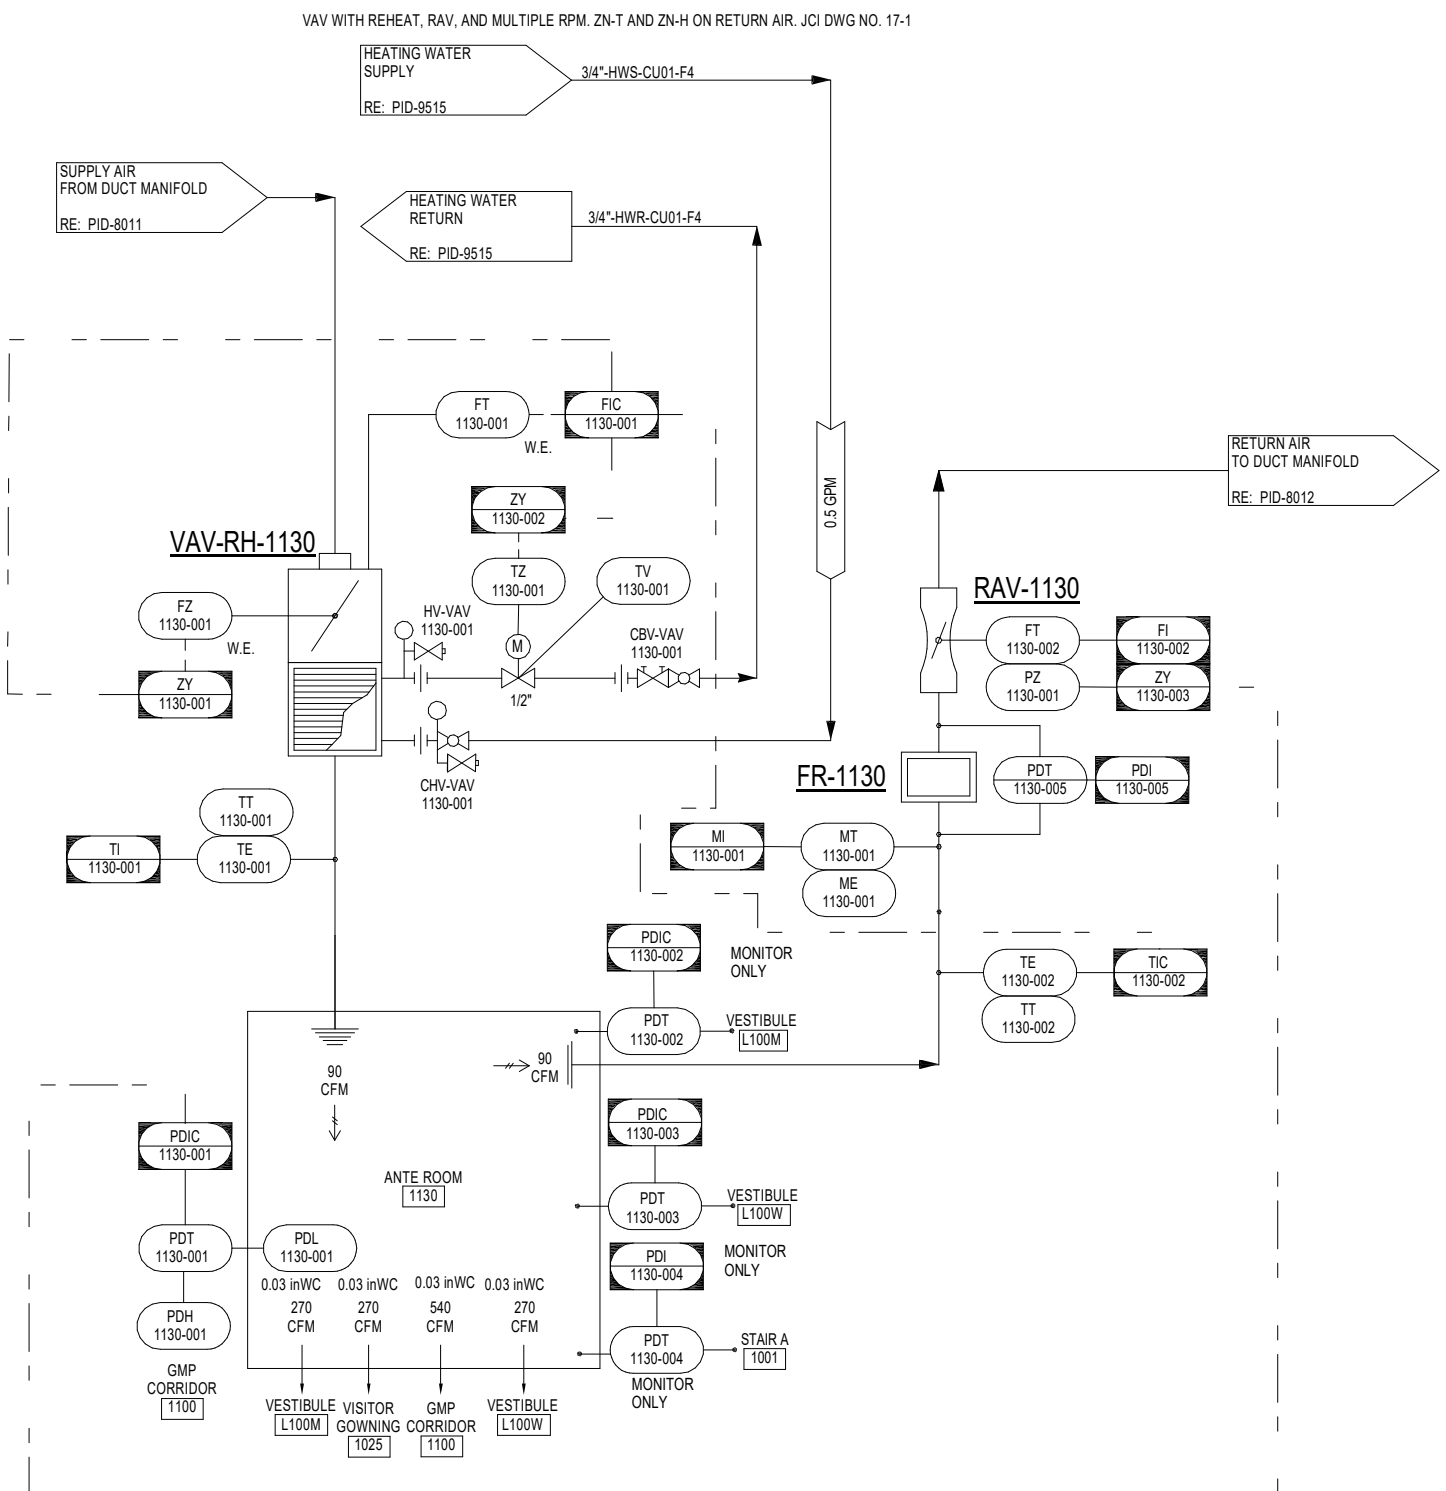 VAV WITH REHEAT, RAV, AND MULTIPLE RPM. ZN-T AND ZN-H ON RETURN AIR. JCI DWG NO. 17-1
HEATING WATER
SUPPLY
RE: PID-9515
3/4"-HWS-CU01-F4
SUPPLY AIR
FROM DUCT MANIFOLD
RE: PID-8011
HEATING WATER
RETURN
RE: PID-9515
3/4"-HWR-CU01-F4
FT
1130-001
W.E.
FIC
1130-001
RETURN AIR
TO DUCT MANIFOLD
RE: PID-8012
0.5 GPM
ZY
1130-002
VAV-RH-1130
TZ
1130-001
TV
1130-001
RAV-1130
FZ
1130-001
W.E.
HV-VAV
1130-001
M
CBV-VAV
1130-001
FT
1130-002
FI
1130-002
ZY
1130-001
1/2"
PZ
1130-001
ZY
1130-003
CHV-VAV
1130-001
FR-1130
PDT
1130-005
PDI
1130-005
TT
1130-001
TI
1130-001
TE
1130-001
MI
1130-001
MT
1130-001
ME
1130-001
PDIC
1130-002
MONITOR
ONLY
TE
1130-002
TIC
1130-002
TT
1130-002
PDT
1130-002
VESTIBULE
L100M
90
CFM
90
CFM
PDIC
1130-001
PDIC
1130-003
ANTE ROOM
1130
PDT
1130-003
VESTIBULE
L100W
PDT
1130-001
PDL
1130-001
PDI
1130-004
MONITOR
ONLY
0.03 inWC
0.03 inWC
0.03 inWC
0.03 inWC
270
CFM
270
CFM
540
CFM
270
CFM
PDH
1130-001
PDT
1130-004
STAIR A
1001
MONITOR
ONLY
GMP
CORRIDOR
1100
VESTIBULE
L100M
VISITOR
GOWNING
1025
GMP
CORRIDOR
1100
VESTIBULE
L100W